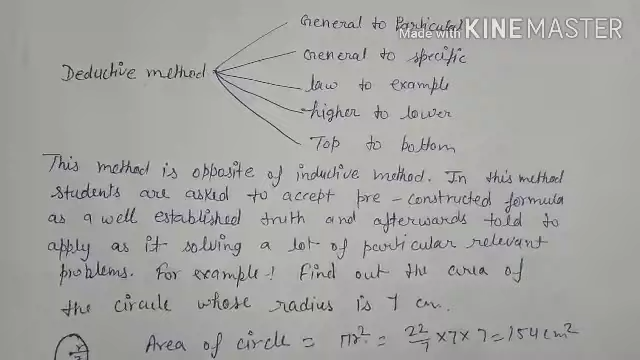 General to Particular
Made with KINEMASTER
General to specific
Deductive method
law to example
higher to lower
Top to bottom
This method is opposite of inductive method. In this method
students are asked to accept pre-constructed formula
as a well established truth and afterwards told to
apply as it solving a lot of particular relevant
problems. For example:- Find out the area of
the circule whose radius is 7 cm.
Area of circle = πr² = 22/7 ×7×7 = 154 cm²